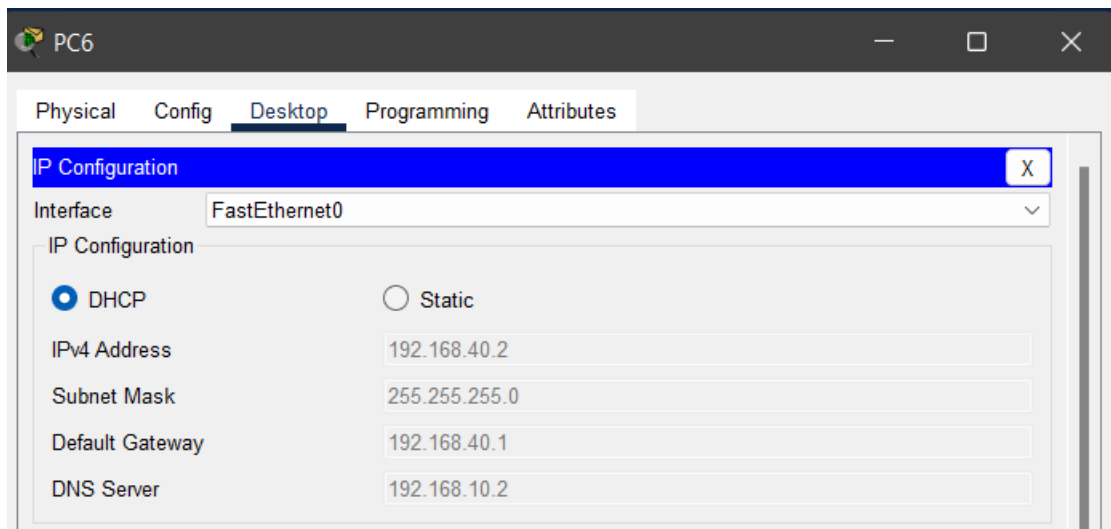 PC6
Physical Config Desktop Programming Attributes
IP Configuration X
Interface FastEthernet0
IP Configuration
DHCP Static
IPv4 Address 192.168.40.2
Subnet Mask 255.255.255.0
Default Gateway 192.168.40.1
DNS Server 192.168.10.2